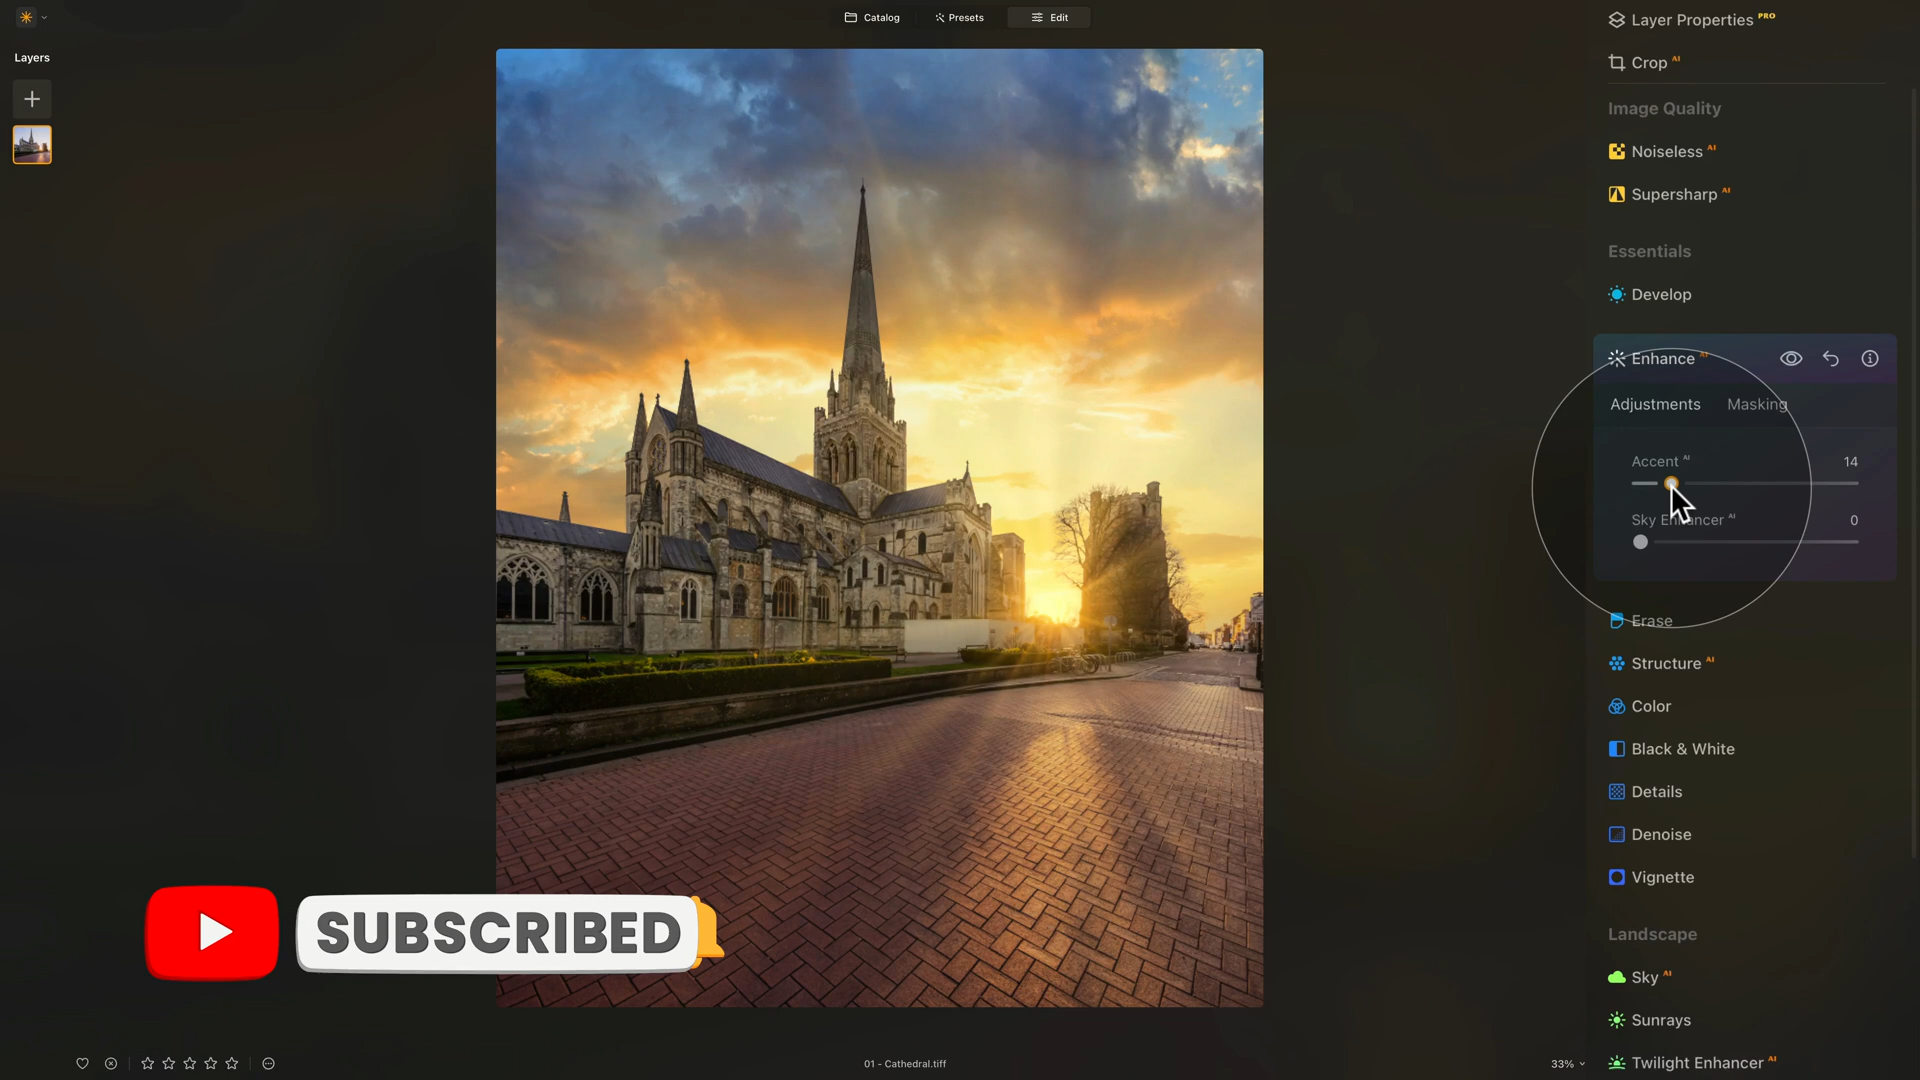 Catalog
Presets
Edit
Layers
Layer Properties PRO
Crop AI
Image Quality
Noiseless AI
Supersharp AI
Essentials
Develop
Enhance AI
Adjustments
Masking
Accent AI
14
Sky Enhancer AI
0
Erase
Structure AI
Color
Black & White
Details
Denoise
Vignette
Landscape
Sky AI
Sunrays
Twilight Enhancer AI
SUBSCRIBED
01 - Cathedral.tiff
33%